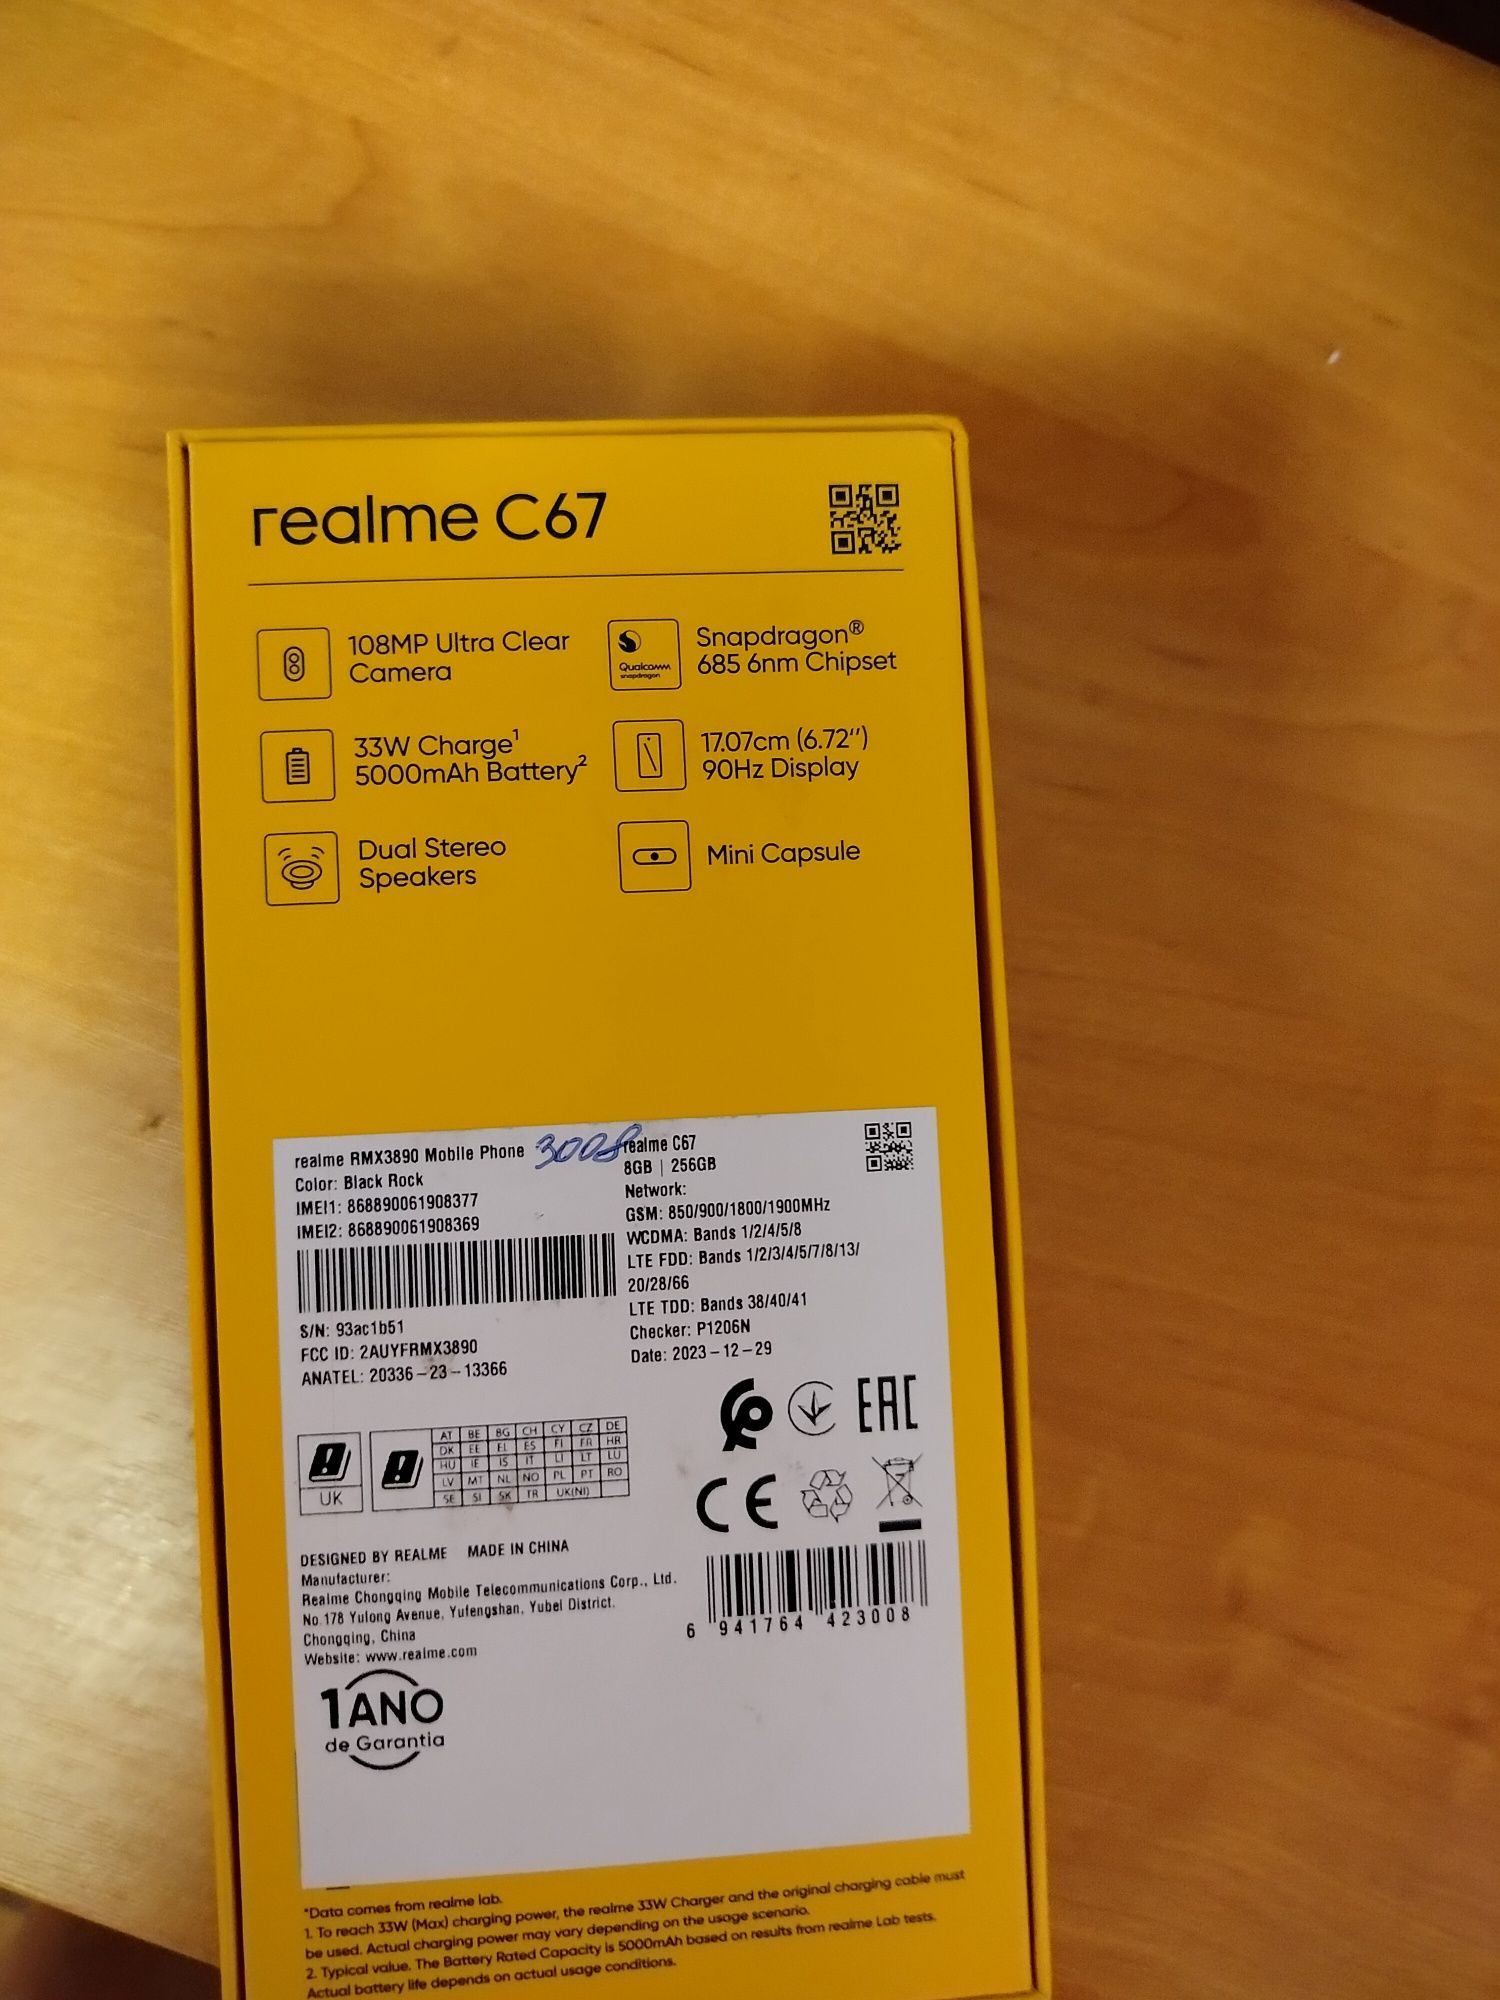 realme C67
108MP Ultra Clear
Camera
Qualcomm
snapdragon
Snapdragon®
685 6nm Chipset
33W Charge¹
5000mAh Battery²
17.07cm (6.72'')
90Hz Display
Dual Stereo
Speakers
Mini Capsule
realme RMX3890 Mobile Phone
3008
Color: Black Rock
IMEI1: 868890061908377
IMEI2: 868890061908369
S/N: 93ac1b51
FCC ID: 2AUYFRMX3890
ANATEL: 20336-23-13366
realme C67
8GB | 256GB
Network:
GSM: 850/900/1800/1900MHz
WCDMA: Bands 1/2/4/5/8
LTE FDD: Bands 1/2/3/4/5/7/8/13/
20/28/66
LTE TDD: Bands 38/40/41
Checker: P1206N
Date: 2023-12-29
EAC
UK
AT BE BG CH CY CZ DE
DK EE EL ES FI FR HR
HU IE IS IT LI LT LU
LV MT NL NO PL PT RO
SE SI SK TR UK(NI)
CE
DESIGNED BY REALME MADE IN CHINA
Manufacturer:
Realme Chongqing Mobile Telecommunications Corp., Ltd.
No.178 Yulong Avenue, Yufengshan, Yubei District.
Chongqing, China
Website: www.realme.com
6 941764 423008
1 ANO
de Garantia
*Data comes from realme lab.
1. To reach 33W (Max) charging power, the realme 33W Charger and the original charging cable must
be used. Actual charging power may vary depending on the usage scenario.
2. Typical value. The Battery Rated Capacity is 5000mAh based on results from realme Lab tests.
Actual battery life depends on actual usage conditions.